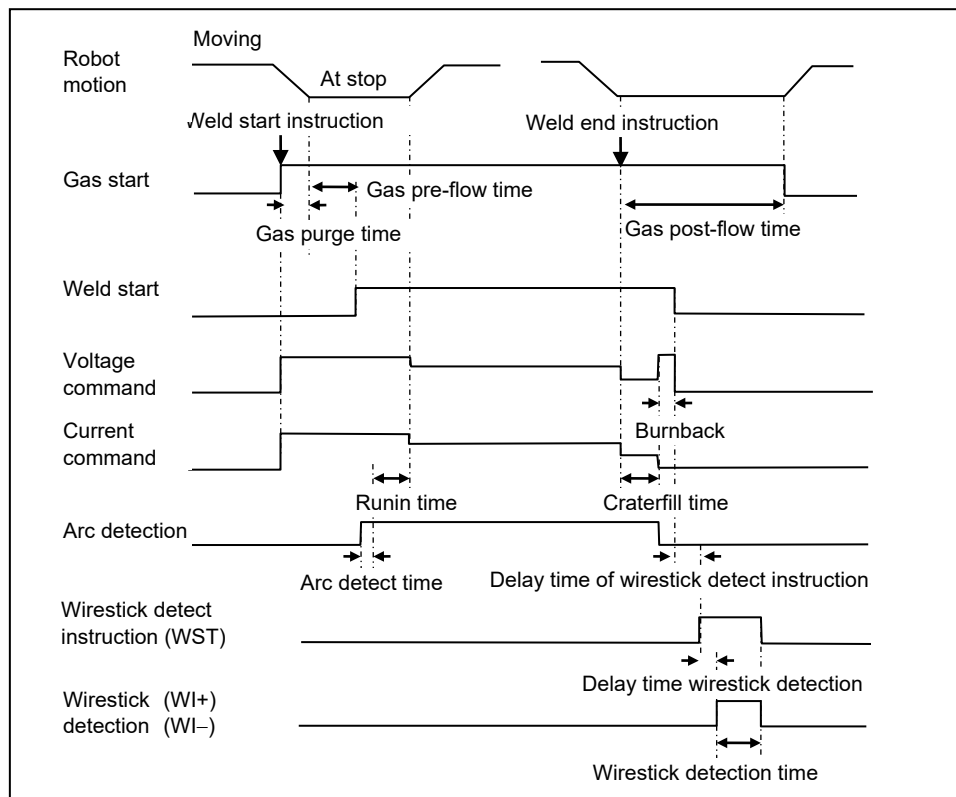 Moving
Robot
motion
At stop
Weld start instruction
Weld end instruction
Gas start
Gas pre-flow time
Gas purge time
Gas post-flow time
Weld start
Voltage
command
Burnback
Current
command
Runin time
Craterfill time
Arc detection
Arc detect time
Delay time of wirestick detect instruction
Wirestick detect
instruction (WST)
Delay time wirestick detection
Wirestick (WI+)
detection (WI−)
Wirestick detection time